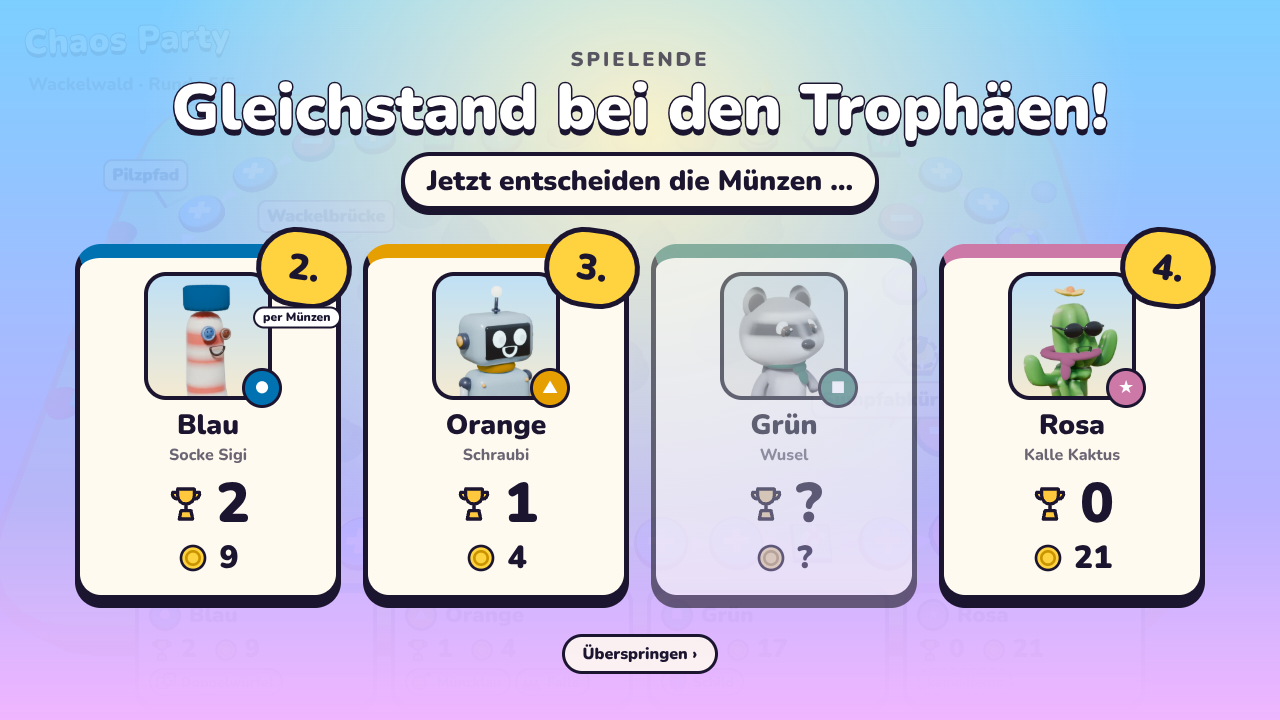 Chaos Party
SPIELENDE
Wackelwald · Rund
Gleichstand bei den Trophäen!
Jetzt entscheiden die Münzen ...
Pilzpfad
Wackelbrücke
2.
3.
4.
per Münzen
Blau
Orange
Grün
Rosa
Socke Sigi
Schraubi
Wusel
Kalle Kaktus
2
1
?
0
9
4
?
21
Blau
Orange
Grün
Rosa
2 9
1 4
17
0 21
Überspringen ›